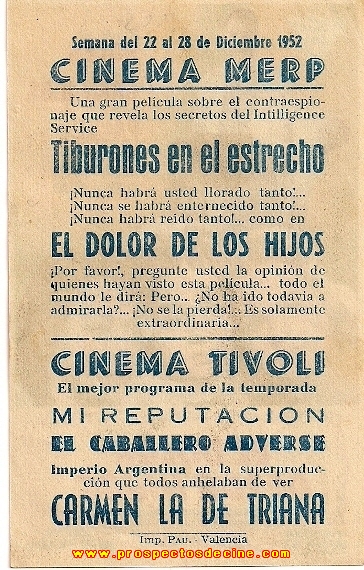 Semana del 22 al 28 de Diciembre 1952
CINEMA MERP
Una gran película sobre el contraespio-
naje que revela los secretos del Intilligence
Service
Tiburones en el estrecho
¡Nunca habrá usted llorado tanto!...
¡Nunca se habrá enternecido tanto!...
¡Nunca habrá reido tanto!... como en
EL DOLOR DE LOS HIJOS
¡Por favor!, pregunte usted la opinión de
quienes hayan visto esta película... todo el
mundo le dirá: Pero... ¿No ha ido todavia a
admirarla?... ¡No se la pierda!... Es solamente
extraordinaria...
CINEMA TIVOLI
El mejor programa de la temporada
MI REPUTACION
EL CABALLERO ADVERSE
Imperio Argentina en la superproduc-
ción que todos anhelaban de ver
CARMEN LA DE TRIANA
Imp. PAU. - Valencia
www.prospectosdecine.com